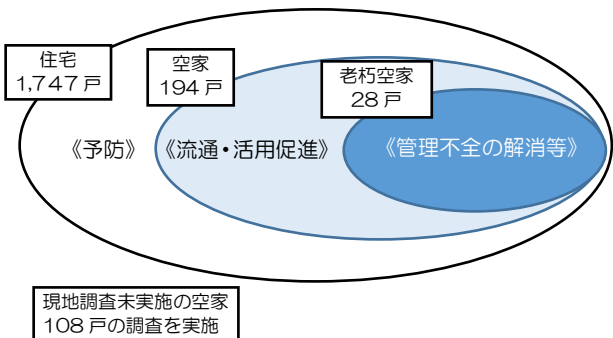 住宅
1,747 戸
空家
194 戸
老朽空家
28 戸
《予防》
《流通・活用促進》
《管理不全の解消等》
現地調査未実施の空家
108 戸の調査を実施